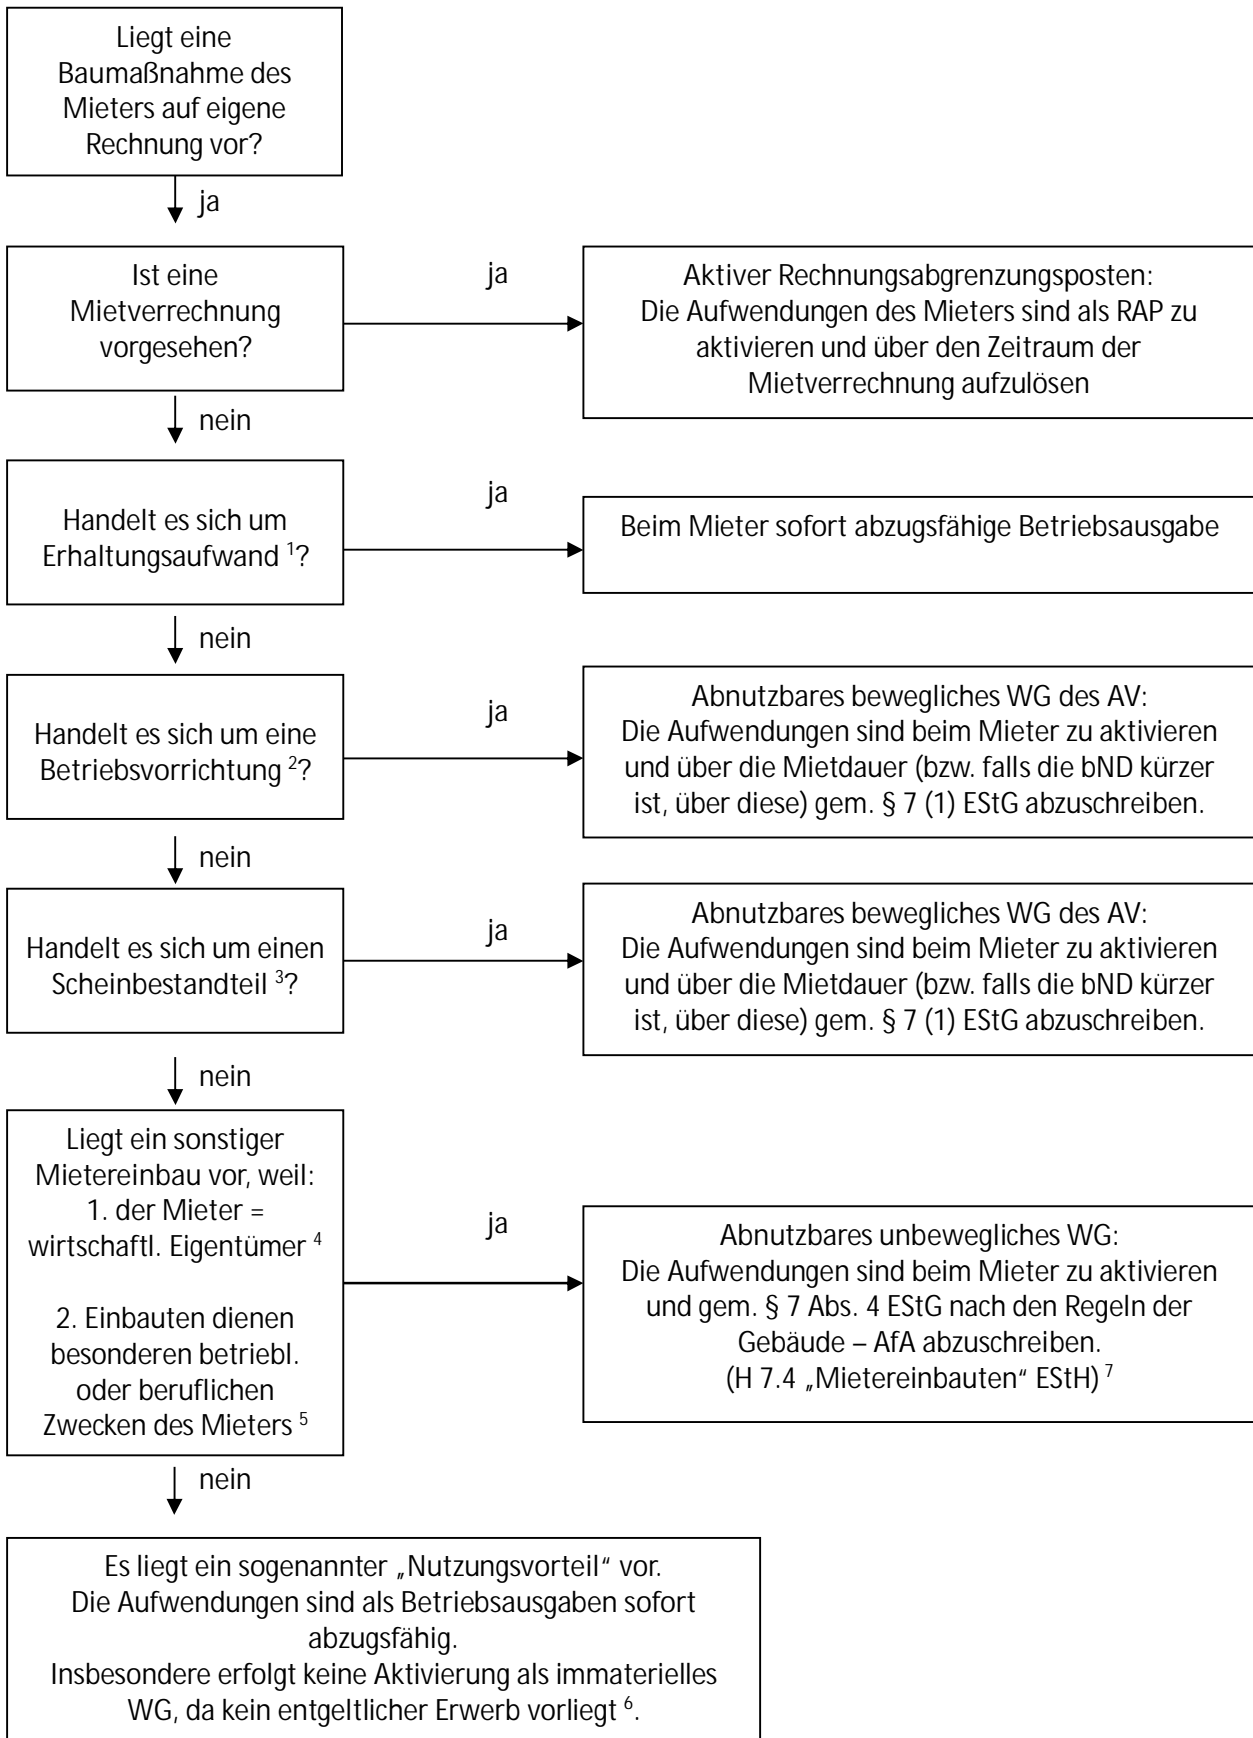 Liegt eine
Baumaßnahme des
Mieters auf eigene
Rechnung vor?
ja
Ist eine
Mietverrechnung
vorgesehen?
ja
Aktiver Rechnungsabgrenzungsposten:
Die Aufwendungen des Mieters sind als RAP zu
aktivieren und über den Zeitraum der
Mietverrechnung aufzulösen
nein
Handelt es sich um
Erhaltungsaufwand ¹?
ja
Beim Mieter sofort abzugsfähige Betriebsausgabe
nein
Handelt es sich um eine
Betriebsvorrichtung ²?
ja
Abnutzbares bewegliches WG des AV:
Die Aufwendungen sind beim Mieter zu aktivieren
und über die Mietdauer (bzw. falls die bND kürzer
ist, über diese) gem. § 7 (1) EStG abzuschreiben.
nein
Handelt es sich um einen
Scheinbestandteil ³?
ja
Abnutzbares bewegliches WG des AV:
Die Aufwendungen sind beim Mieter zu aktivieren
und über die Mietdauer (bzw. falls die bND kürzer
ist, über diese) gem. § 7 (1) EStG abzuschreiben.
nein
Liegt ein sonstiger
Mietereinbau vor, weil:
1. der Mieter =
wirtschaftl. Eigentümer ⁴
2. Einbauten dienen
besonderen betriebl.
oder beruflichen
Zwecken des Mieters ⁵
ja
Abnutzbares unbewegliches WG:
Die Aufwendungen sind beim Mieter zu aktivieren
und gem. § 7 Abs. 4 EStG nach den Regeln der
Gebäude – AfA abzuschreiben.
(H 7.4 „Mietereinbauten“ EStH) ⁷
nein
Es liegt ein sogenannter „Nutzungsvorteil“ vor.
Die Aufwendungen sind als Betriebsausgaben sofort
abzugsfähig.
Insbesondere erfolgt keine Aktivierung als immaterielles
WG, da kein entgeltlicher Erwerb vorliegt ⁶.